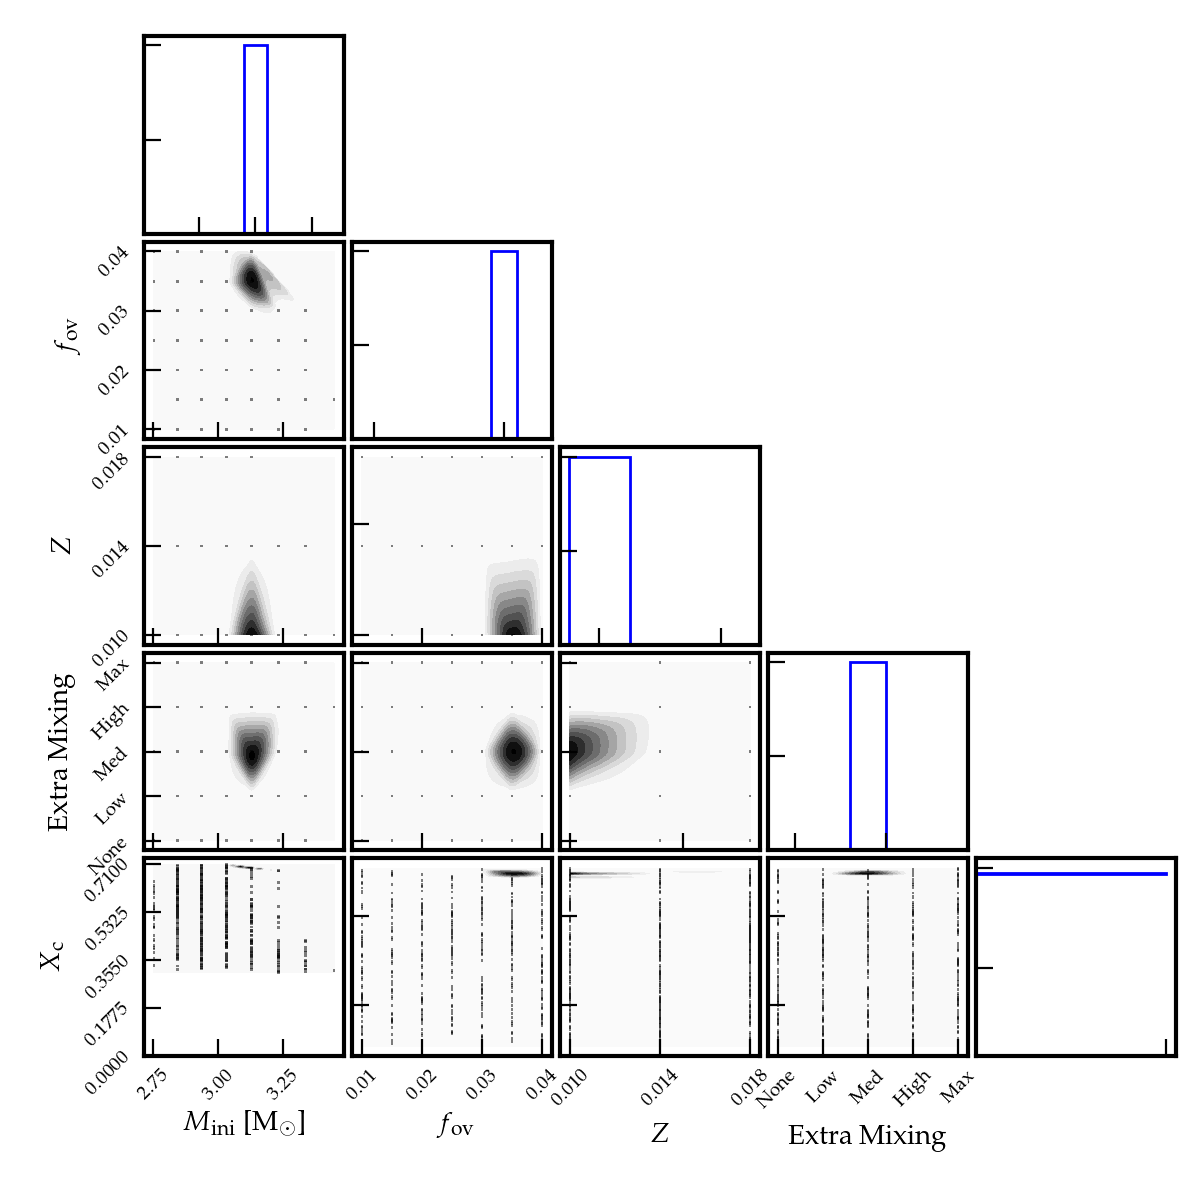 0.04
0.03
0.02
0.01
f_ov
0.018
0.014
0.010
Z
Max
High
Med
Low
None
Extra Mixing
0.7100
0.5325
0.3550
0.1775
0.0000
X_c
2.75 3.00 3.25
M_ini [M_☉]
0.01 0.02 0.03 0.04
f_ov
0.010 0.014 0.018
Z
None Low Med High Max
Extra Mixing